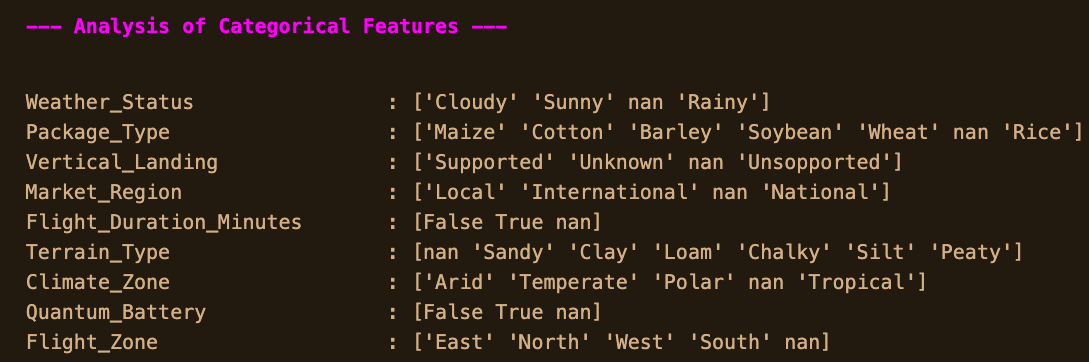 --- Analysis of Categorical Features ---
Weather_Status : ['Cloudy' 'Sunny' nan 'Rainy']
Package_Type : ['Maize' 'Cotton' 'Barley' 'Soybean' 'Wheat' nan 'Rice']
Vertical_Landing : ['Supported' 'Unknown' nan 'Unsopported']
Market_Region : ['Local' 'International' nan 'National']
Flight_Duration_Minutes : [False True nan]
Terrain_Type : [nan 'Sandy' 'Clay' 'Loam' 'Chalky' 'Silt' 'Peaty']
Climate_Zone : ['Arid' 'Temperate' 'Polar' nan 'Tropical']
Quantum_Battery : [False True nan]
Flight_Zone : ['East' 'North' 'West' 'South' nan]